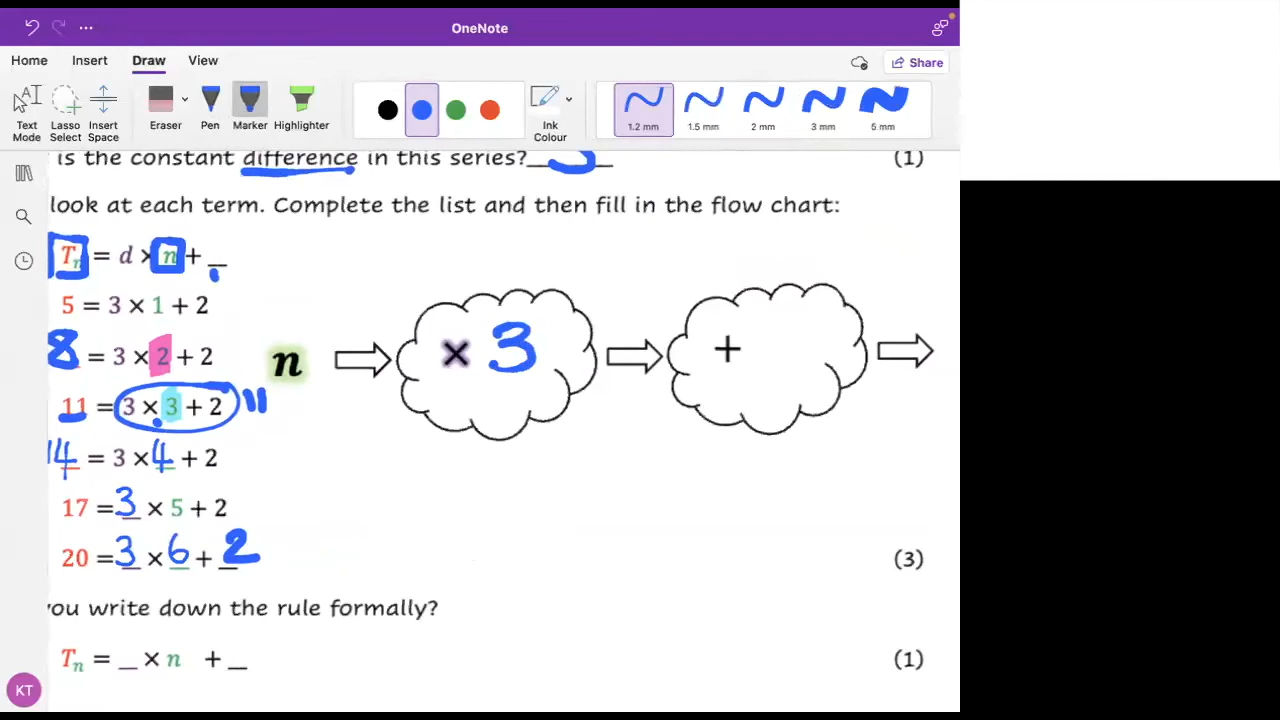 OneNote
Home Insert Draw View
Share
Text Mode
Lasso Select
Insert Space
Eraser
Pen
Marker
Highlighter
Ink Colour
1.2 mm
1.5 mm
2 mm
3 mm
5 mm
is the constant difference in this series? 3 (1)
look at each term. Complete the list and then fill in the flow chart:
Tn = d × n + _
5 = 3 × 1 + 2
8 = 3 × 2 + 2
11 = 3 × 3 + 2 11
14 = 3 × 4 + 2
17 = 3 × 5 + 2
20 = 3 × 6 + 2
n
× 3
+
(3)
you write down the rule formally?
Tn = _ × n + _ (1)
KT